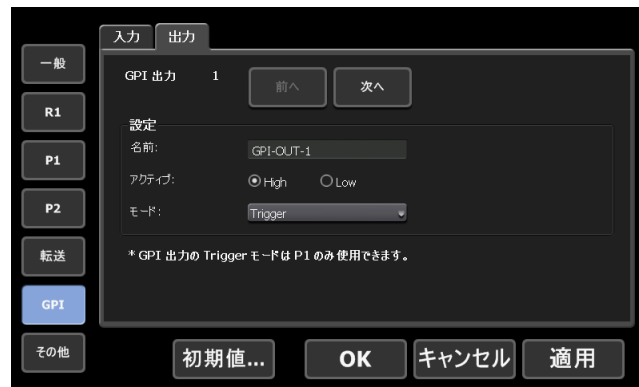 入力 出力
一般
R1
P1
P2
転送
GPI
その他
GPI 出力 1 前へ 次へ
設定
名前: GPI-OUT-1
アクティブ: High Low
モード: Trigger
* GPI 出力の Trigger モードは P1 のみ使用できます。
初期値... OK キャンセル 適用